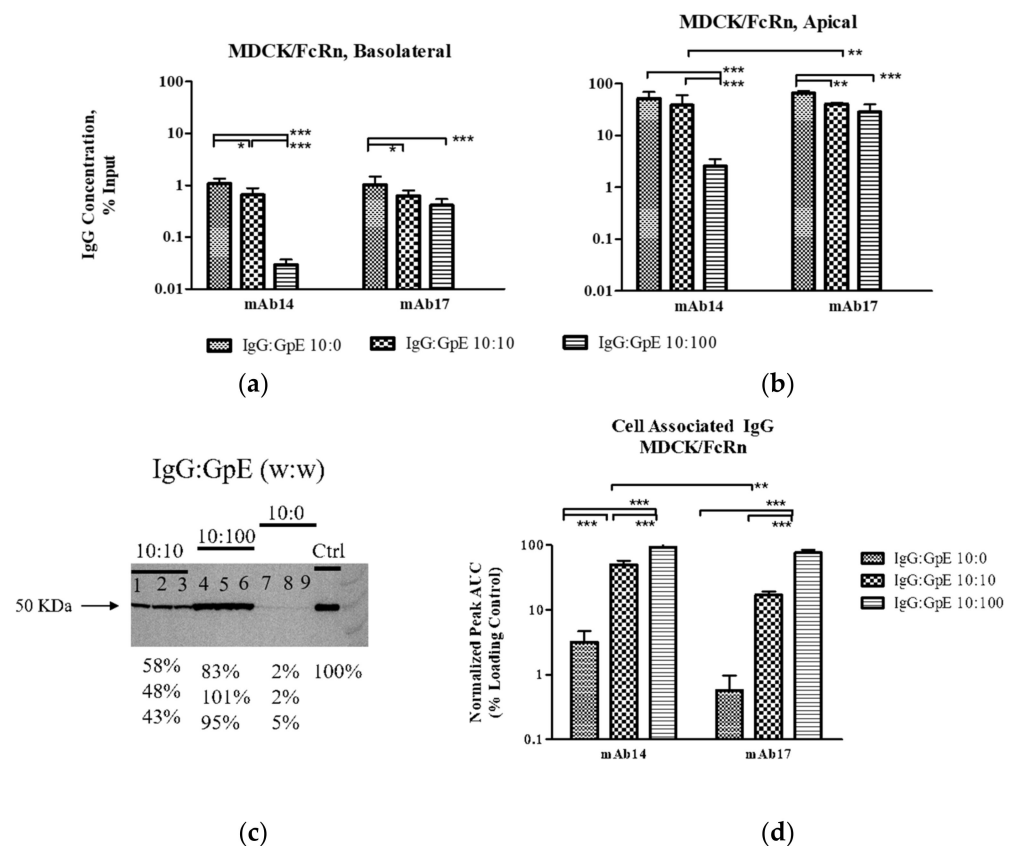 MDCK/FcRn, Basolateral
IgG Concentration,
% Input
100
10
1
0.1
0.01
***
***
*
***
*
mAb14
mAb17
MDCK/FcRn, Apical
100
10
1
0.1
0.01
**
***
***
***
**
mAb14
mAb17
IgG:GpE 10:0
IgG:GpE 10:10
IgG:GpE 10:100
(a)
(b)
IgG:GpE (w:w)
10:0
10:100
10:10
Ctrl
1 2 3 4 5 6 7 8 9
50 KDa
58% 83% 2% 100%
48% 101% 2%
43% 95% 5%
(c)
Cell Associated IgG
MDCK/FcRn
Normalized Peak AUC
(% Loading Control)
100
10
1
0.1
**
***
***
***
***
***
mAb14
mAb17
IgG:GpE 10:0
IgG:GpE 10:10
IgG:GpE 10:100
(d)